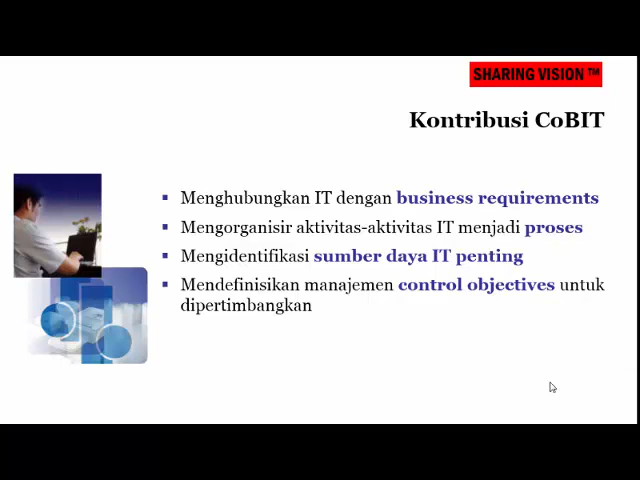 SHARING VISION ™
Kontribusi CoBIT
▪ Menghubungkan IT dengan business requirements
▪ Mengorganisir aktivitas-aktivitas IT menjadi proses
▪ Mengidentifikasi sumber daya IT penting
▪ Mendefinisikan manajemen control objectives untuk
dipertimbangkan